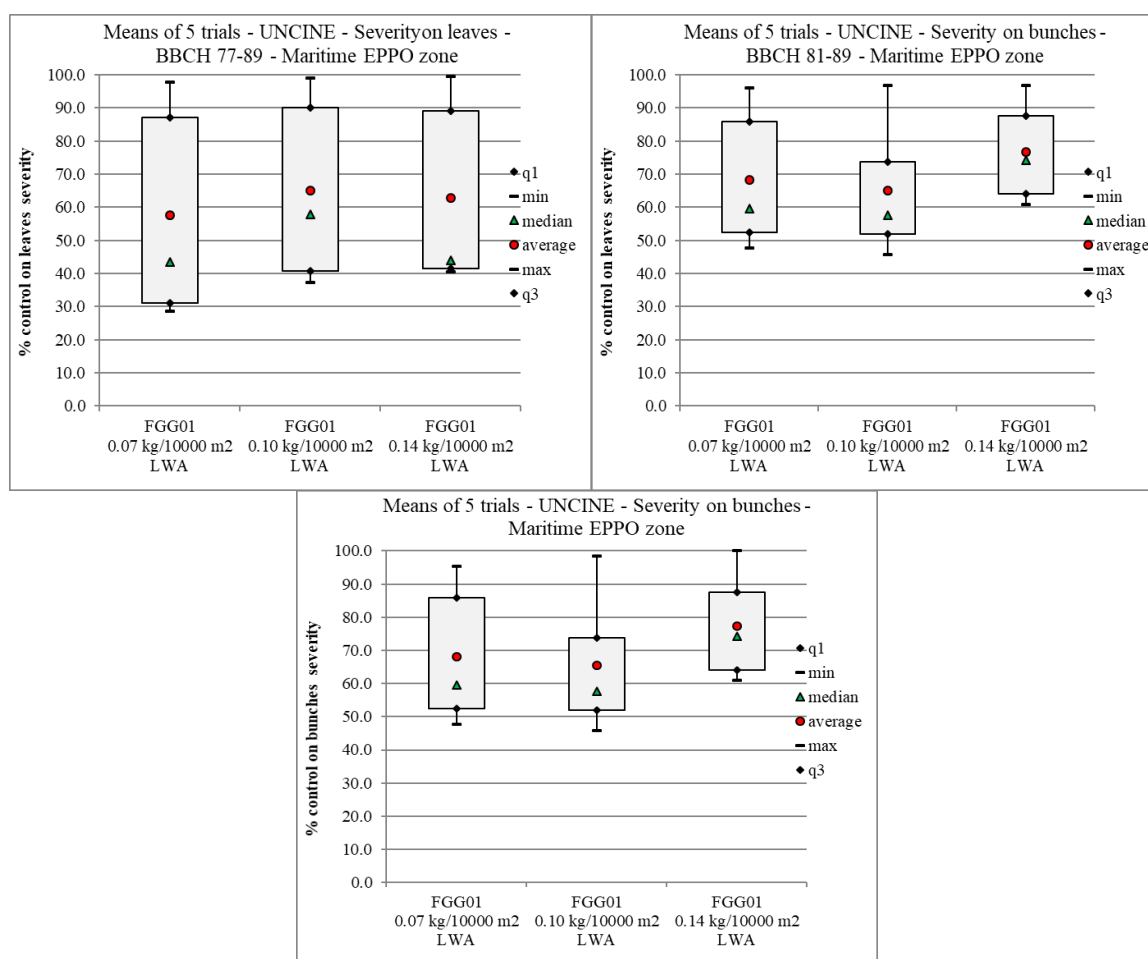 Means of 5 trials - UNCINE - Severityon leaves -
BBCH 77-89 - Maritime EPPO zone
% control on leaves severity
100.0
90.0
80.0
70.0
60.0
50.0
40.0
30.0
20.0
10.0
0.0
q1
min
median
average
max
q3
FGG01
0.07 kg/10000 m2
LWA
FGG01
0.10 kg/10000 m2
LWA
FGG01
0.14 kg/10000 m2
LWA
Means of 5 trials - UNCINE - Severity on bunches -
BBCH 81-89 - Maritime EPPO zone
% control on leaves severity
100.0
90.0
80.0
70.0
60.0
50.0
40.0
30.0
20.0
10.0
0.0
q1
min
median
average
max
q3
FGG01
0.07 kg/10000 m2
LWA
FGG01
0.10 kg/10000 m2
LWA
FGG01
0.14 kg/10000 m2
LWA
Means of 5 trials - UNCINE - Severity on bunches -
Maritime EPPO zone
% control on bunches severity
100.0
90.0
80.0
70.0
60.0
50.0
40.0
30.0
20.0
10.0
0.0
q1
min
median
average
max
q3
FGG01
0.07 kg/10000 m2
LWA
FGG01
0.10 kg/10000 m2
LWA
FGG01
0.14 kg/10000 m2
LWA